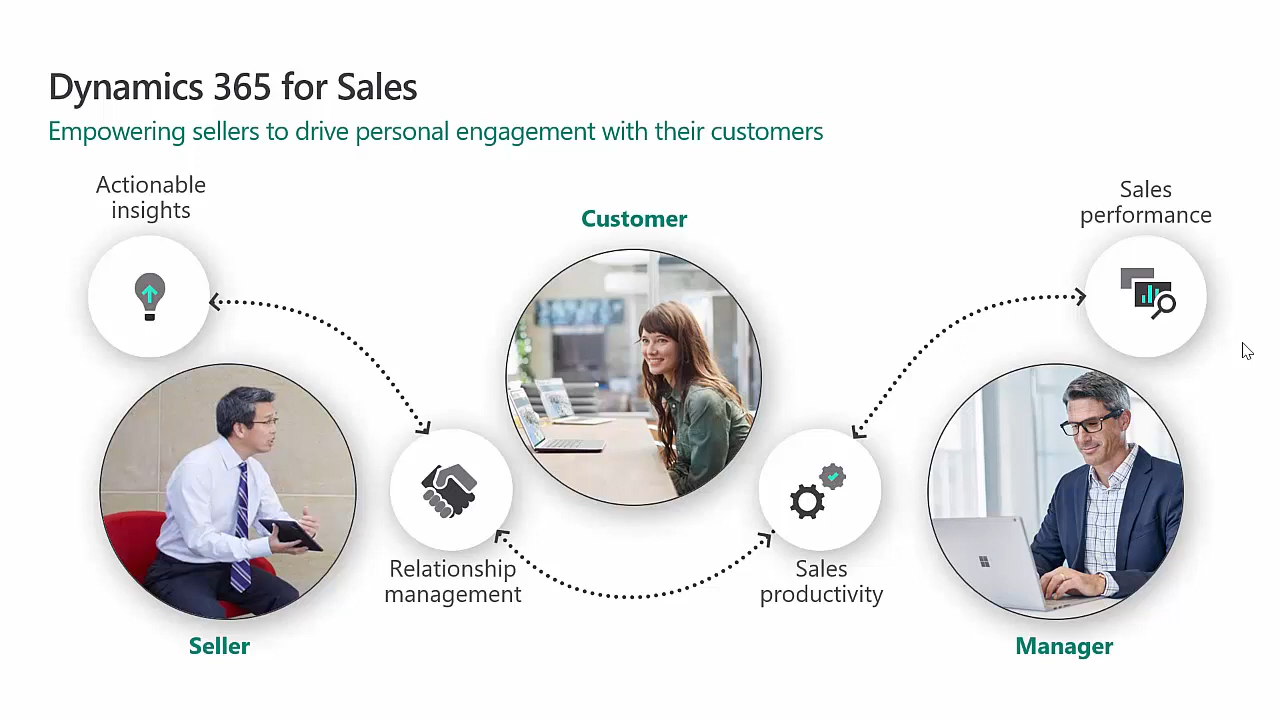 Dynamics 365 for Sales
Empowering sellers to drive personal engagement with their customers
Actionable
insights
Customer
Sales
performance
Relationship
management
Sales
productivity
Seller
Manager